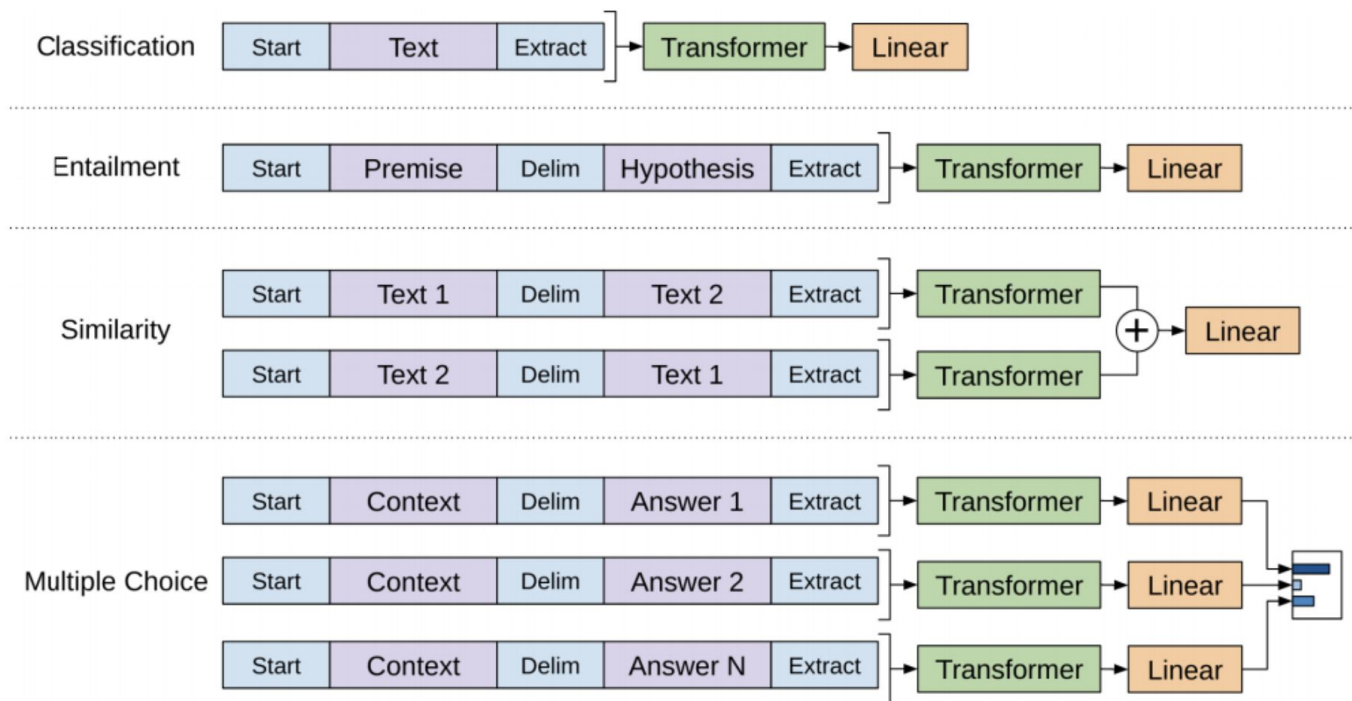 Classification Start Text Extract Transformer Linear
Entailment Start Premise Delim Hypothesis Extract Transformer Linear
Similarity
Start Text 1 Delim Text 2 Extract Transformer
+ Linear
Start Text 2 Delim Text 1 Extract Transformer
Multiple Choice
Start Context Delim Answer 1 Extract Transformer Linear
Start Context Delim Answer 2 Extract Transformer Linear
Start Context Delim Answer N Extract Transformer Linear